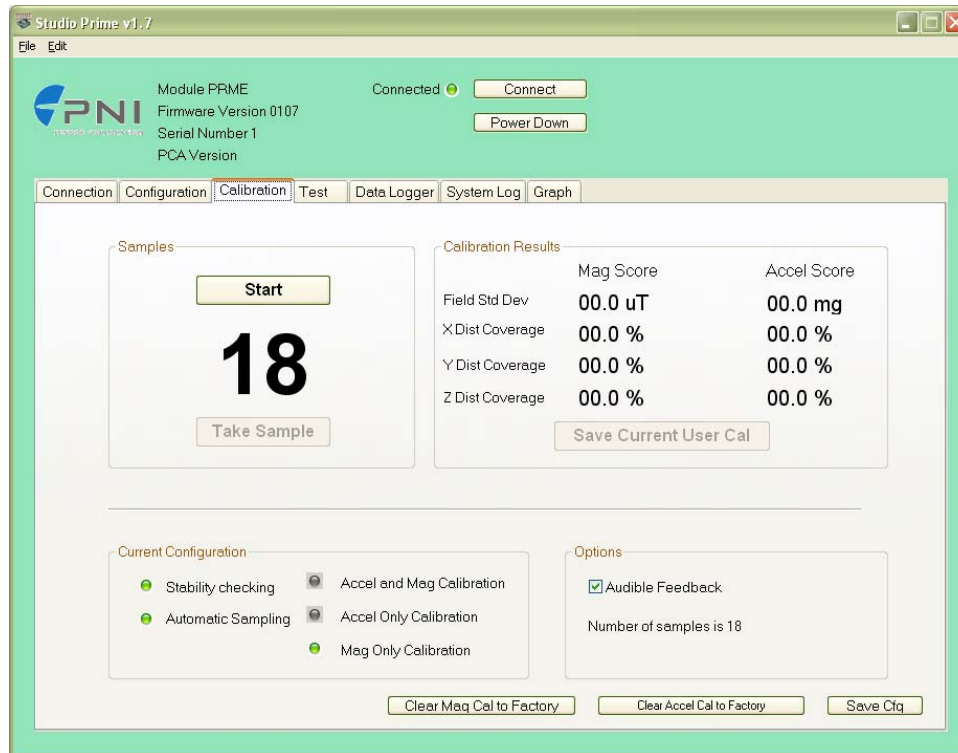 Studio Prime v1.7
File Edit
PNI
Module PRME
Firmware Version 0107
Serial Number 1
PCA Version
Connected
Connect
Power Down
Connection Configuration Calibration Test Data Logger System Log Graph
Samples
Start
18
Take Sample
Calibration Results
Mag Score Accel Score
Field Std Dev 00.0 uT 00.0 mg
X Dist Coverage 00.0 % 00.0 %
Y Dist Coverage 00.0 % 00.0 %
Z Dist Coverage 00.0 % 00.0 %
Save Current User Cal
Current Configuration
Stability checking
Automatic Sampling
Accel and Mag Calibration
Accel Only Calibration
Mag Only Calibration
Options
Audible Feedback
Number of samples is 18
Clear Mag Cal to Factory Clear Accel Cal to Factory Save Cfg